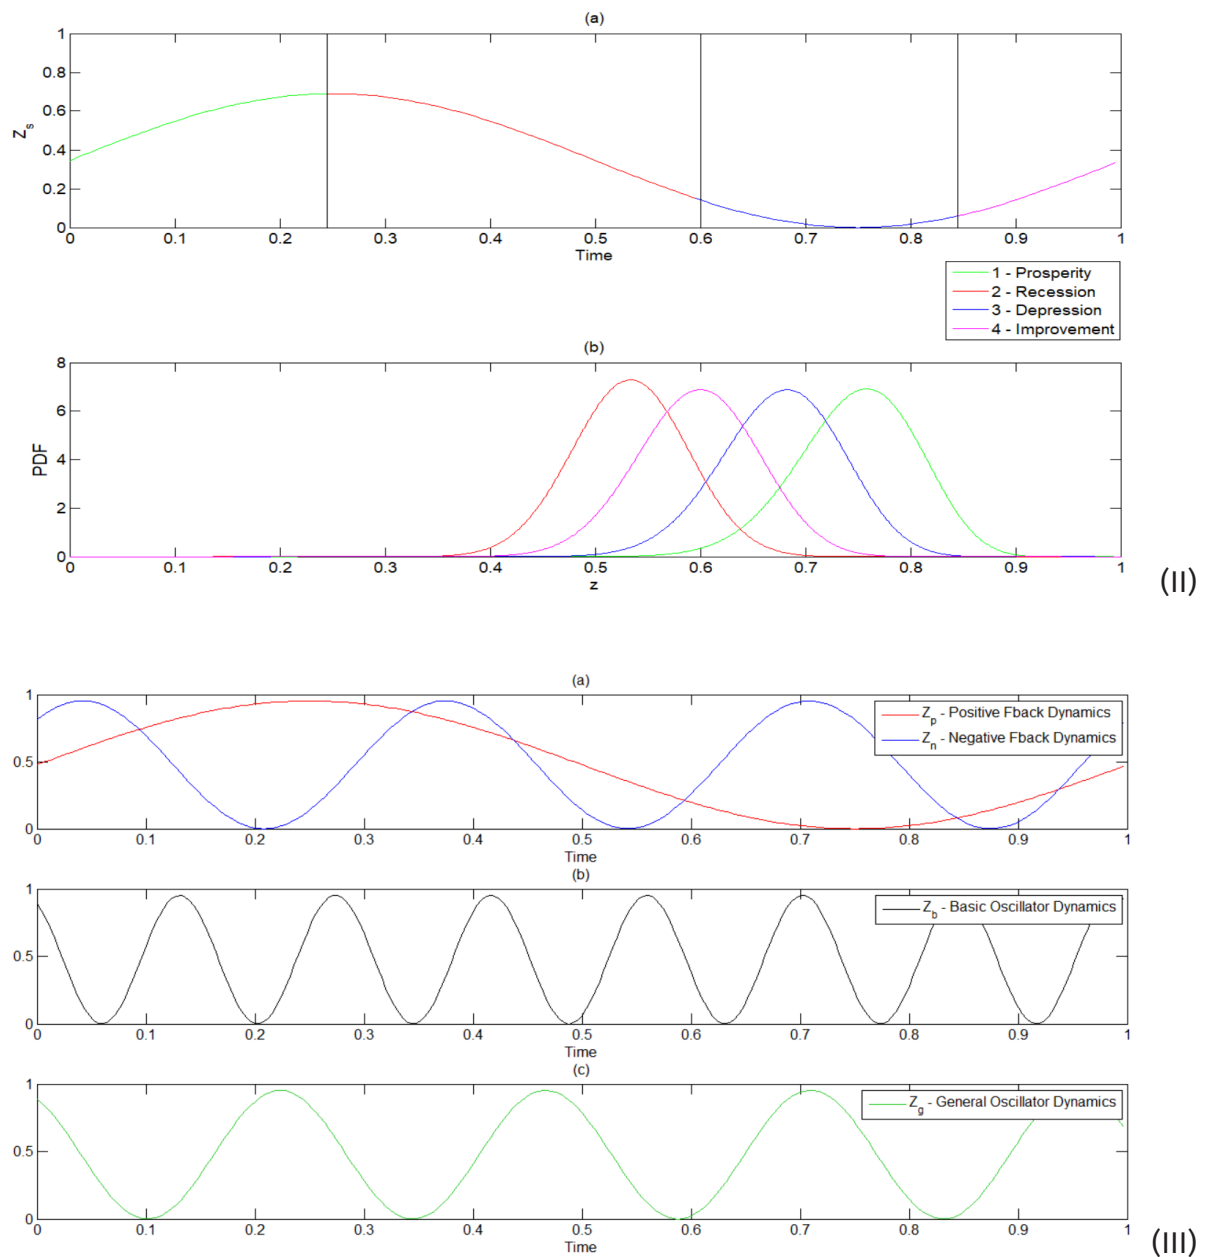 (a)
1
0.8
0.6
0.4
0.2
0
Z_s
0 0.1 0.2 0.3 0.4 0.5 0.6 0.7 0.8 0.9 1
Time
1 - Prosperity
2 - Recession
3 - Depression
4 - Improvement
(b)
8
6
4
2
0
PDF
0 0.1 0.2 0.3 0.4 0.5 0.6 0.7 0.8 0.9 1
z
(II)
(a)
1
0.5
0
Z_p - Positive Fback Dynamics
Z_n - Negative Fback Dynamics
0 0.1 0.2 0.3 0.4 0.5 0.6 0.7 0.8 0.9 1
Time
(b)
1
0.5
0
Z_b - Basic Oscillator Dynamics
0 0.1 0.2 0.3 0.4 0.5 0.6 0.7 0.8 0.9 1
Time
(c)
1
0.5
0
Z_g - General Oscillator Dynamics
0 0.1 0.2 0.3 0.4 0.5 0.6 0.7 0.8 0.9 1
Time
(III)